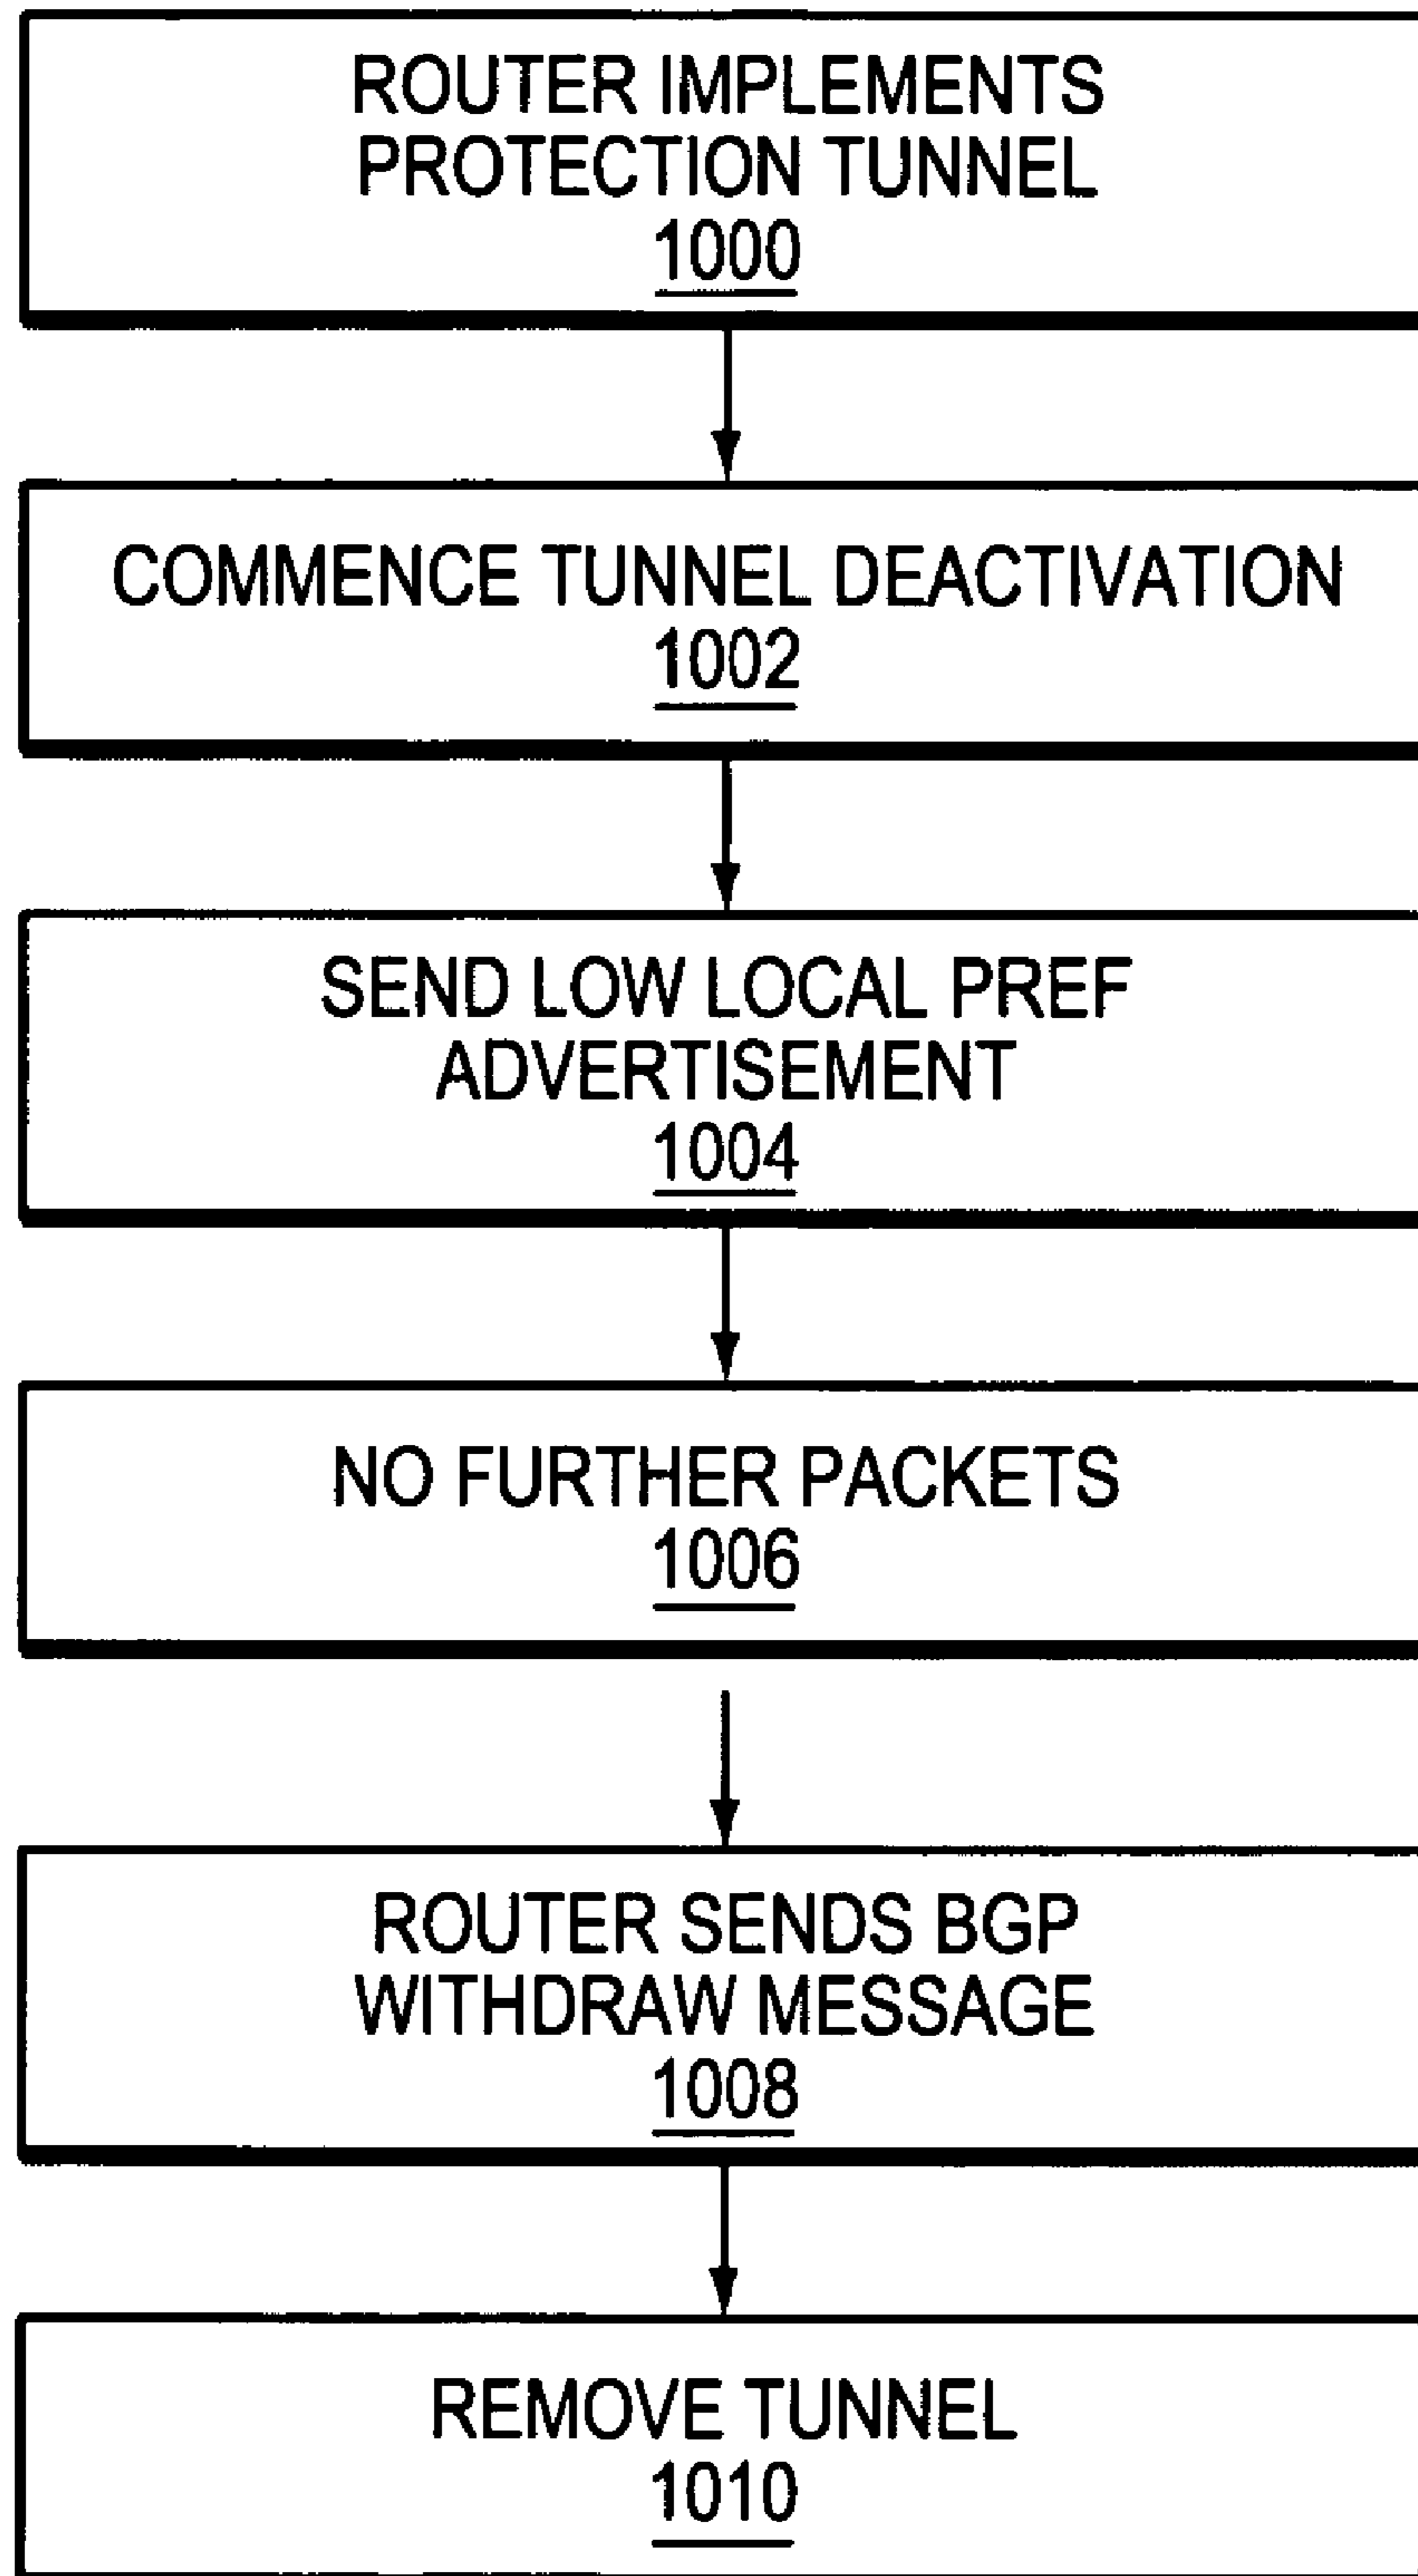 ROUTER IMPLEMENTS
PROTECTION TUNNEL
1000
COMMENCE TUNNEL DEACTIVATION
1002
SEND LOW LOCAL PREF
ADVERTISEMENT
1004
NO FURTHER PACKETS
1006
ROUTER SENDS BGP
WITHDRAW MESSAGE
1008
REMOVE TUNNEL
1010